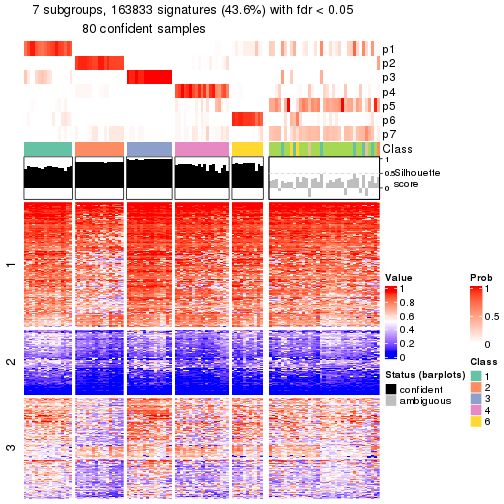 7 subgroups, 163833 signatures (43.6%) with fdr < 0.05
80 confident samples
p1
p2
p3
p4
p5
p6
p7
Class
1
0.5
0
Silhouette
score
1
2
3
Value
1
0.8
0.6
0.4
0.2
0
Status (barplots)
confident
ambiguous
Prob
1
0.5
0
Class
1
2
3
4
6